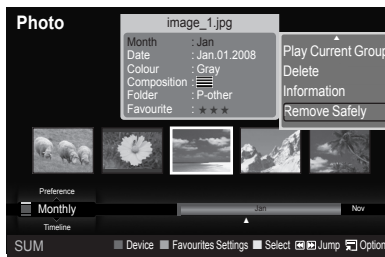 Photo
image_1.jpg
Month : Jan
Date : Jan.01.2008
Colour : Gray
Composition :
Folder : P-other
Favourite : ★★★
Play Current Group
Delete
Information
Remove Safely
Preference
Monthly
Timeline
Jan
Nov
SUM
Device
Favourites Settings
Select
Jump
Option